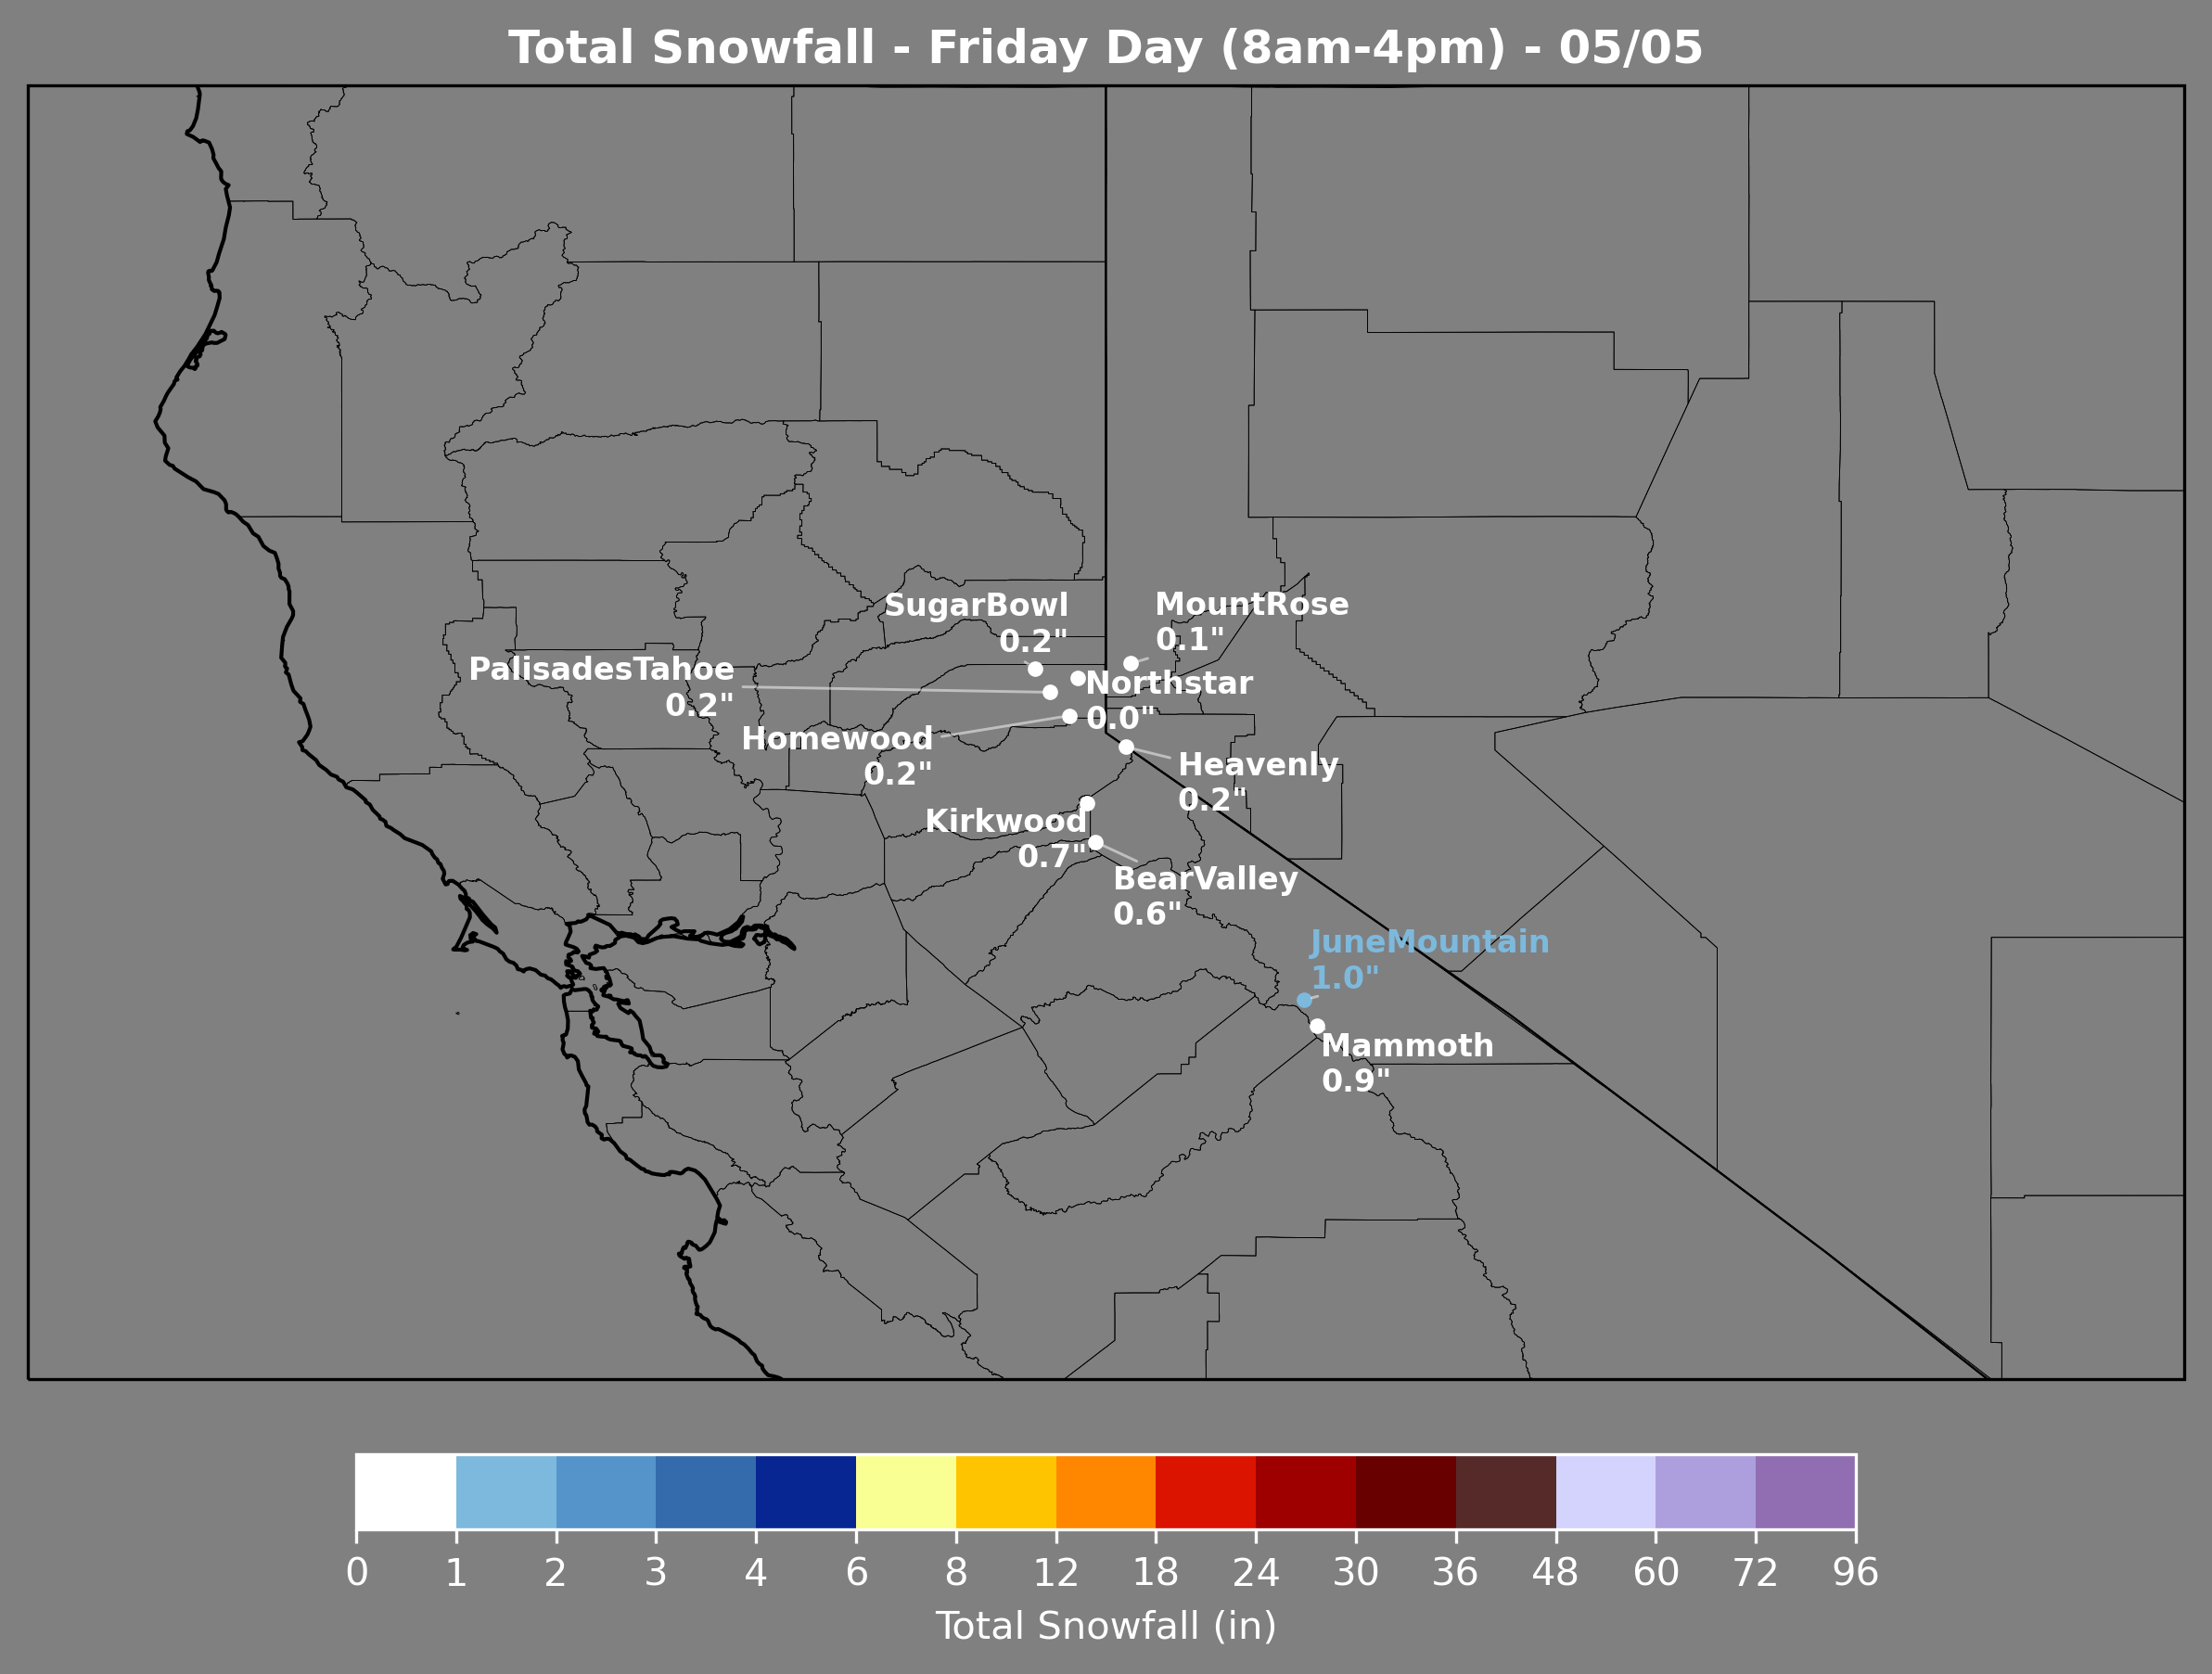 Total Snowfall - Friday Day (8am-4pm) - 05/05
SugarBowl
0.2"
MountRose
0.1"
PalisadesTahoe
0.2"
Northstar
0.0"
Homewood
0.2"
Heavenly
0.2"
Kirkwood
0.7"
BearValley
0.6"
JuneMountain
1.0"
Mammoth
0.9"
0 1 2 3 4 6 8 12 18 24 30 36 48 60 72 96
Total Snowfall (in)